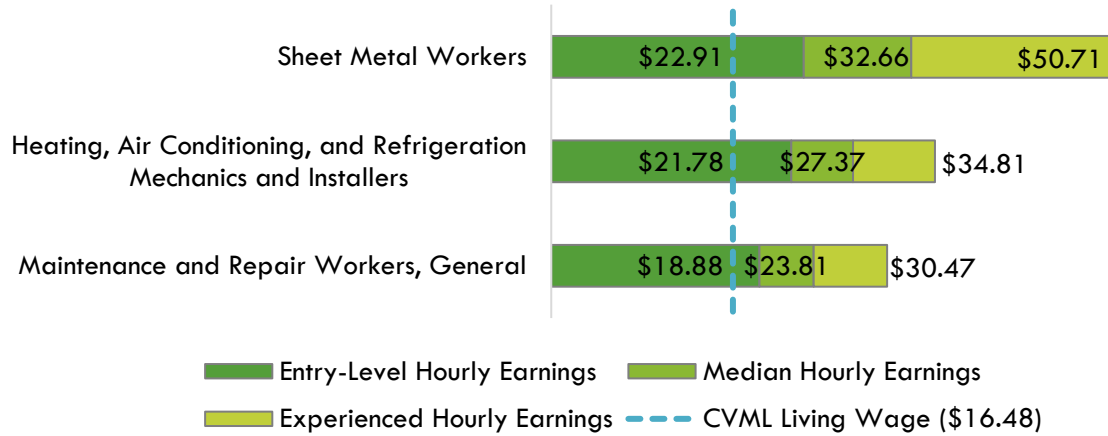 Sheet Metal Workers
$22.91 $32.66 $50.71
Heating, Air Conditioning, and Refrigeration
Mechanics and Installers
$21.78 $27.37 $34.81
Maintenance and Repair Workers, General
$18.88 $23.81 $30.47
Entry-Level Hourly Earnings Median Hourly Earnings
Experienced Hourly Earnings CVML Living Wage ($16.48)